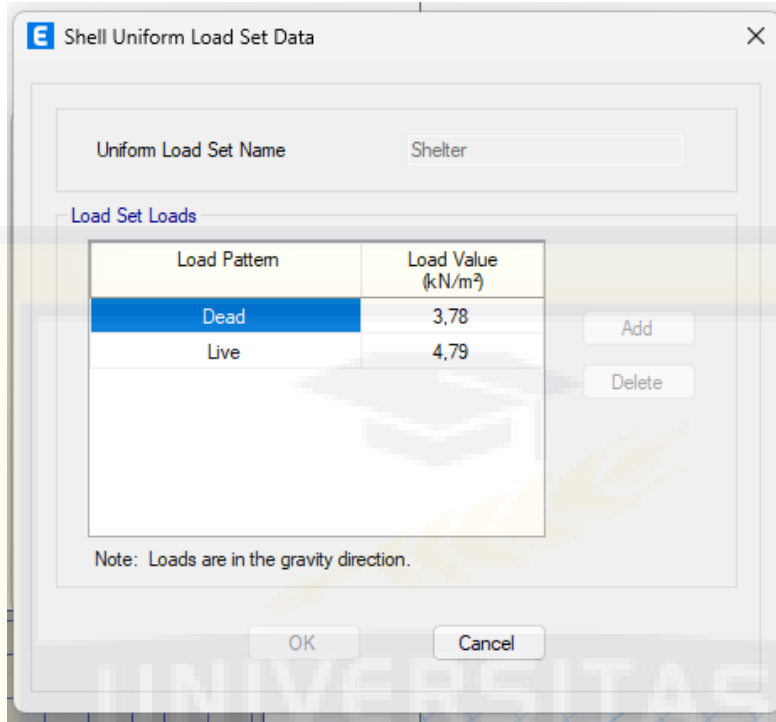 E Shell Uniform Load Set Data
Uniform Load Set Name Shelter
Load Set Loads
Load Pattern Load Value
(kN/m²)
Dead 3,78
Live 4,79
Add
Delete
Note: Loads are in the gravity direction.
OK Cancel
UNIVERSITAS